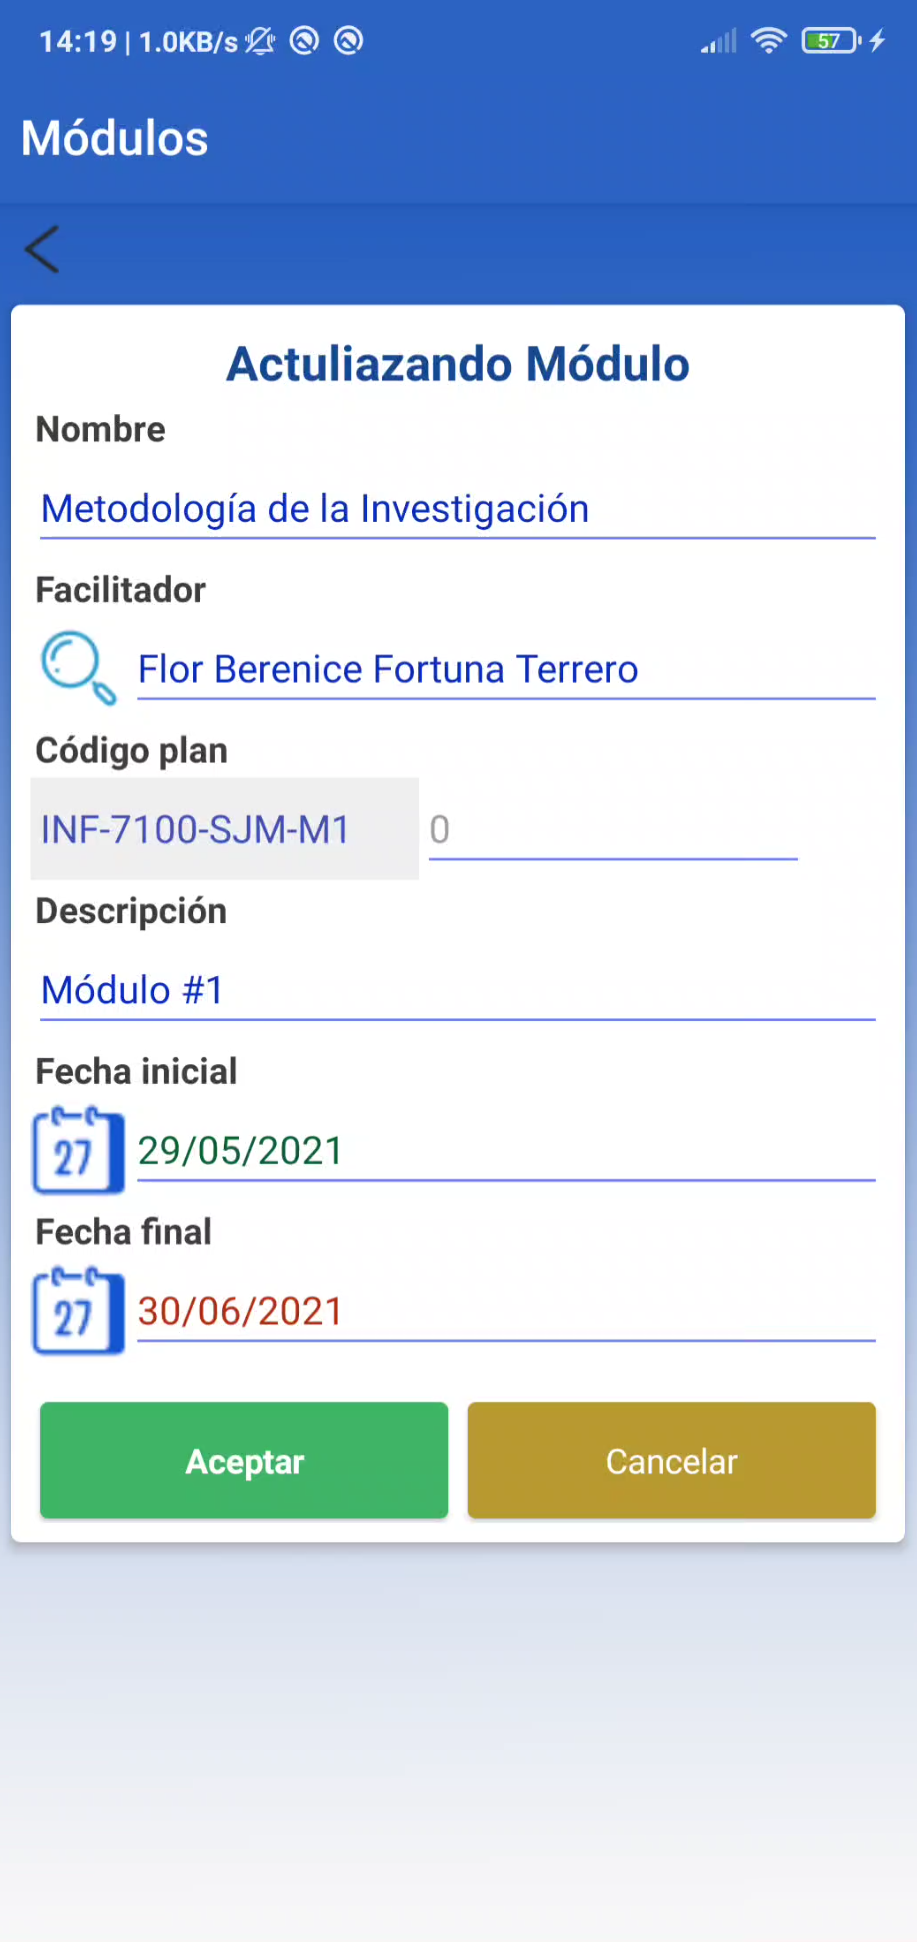 14:19 | 1.0KB/s 57
Módulos
Actuliazando Módulo
Nombre
Metodología de la Investigación
Facilitador
Flor Berenice Fortuna Terrero
Código plan
INF-7100-SJM-M1 0
Descripción
Módulo #1
Fecha inicial
27 29/05/2021
Fecha final
27 30/06/2021
Aceptar Cancelar